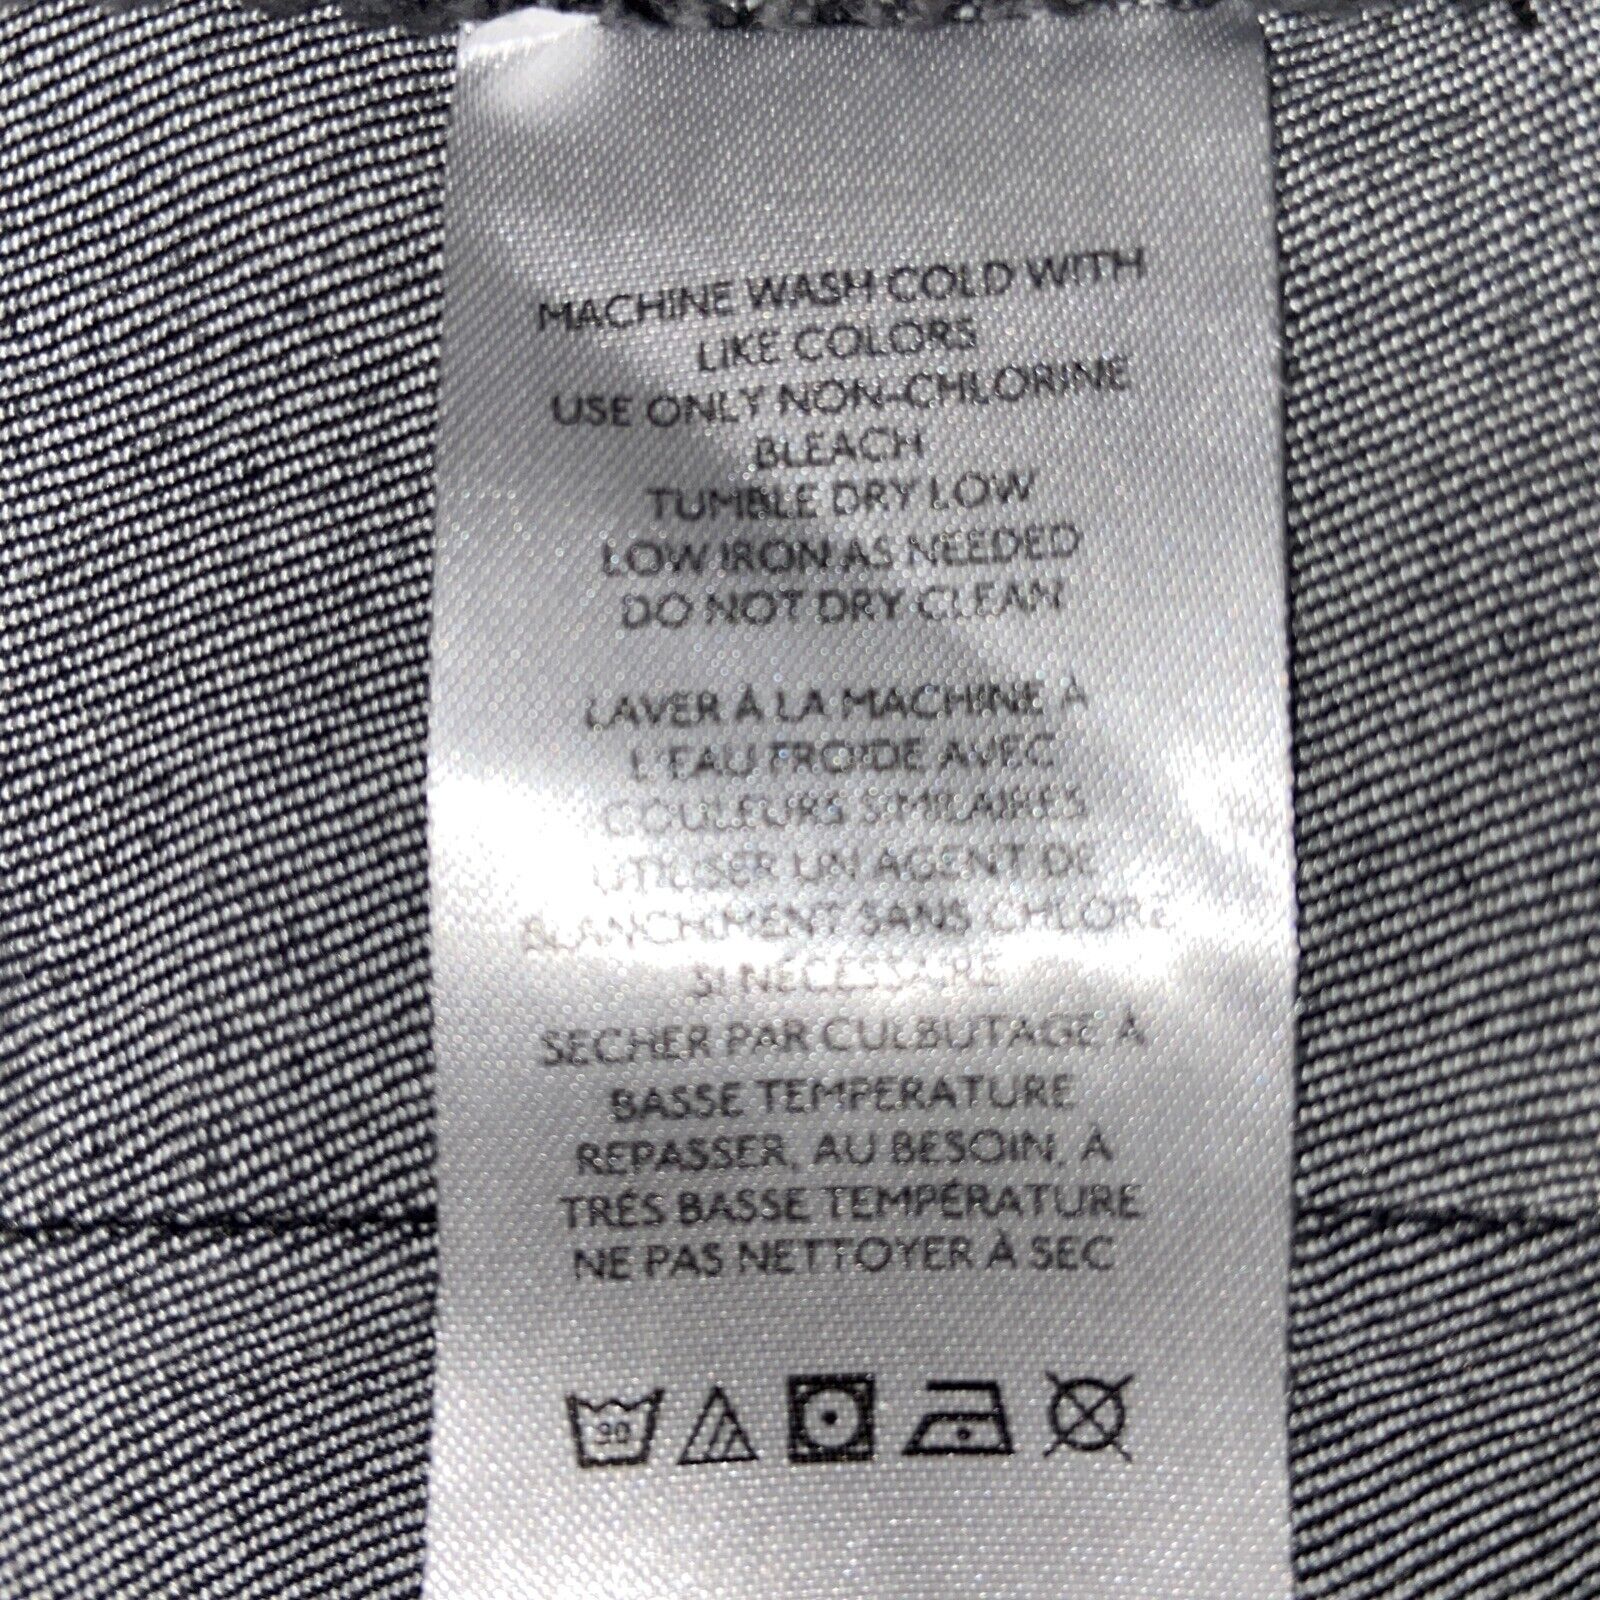 MACHINE WASH COLD WITH
LIKE COLORS
USE ONLY NON-CHLORINE
BLEACH
TUMBLE DRY LOW
LOW IRON AS NEEDED
DO NOT DRY CLEAN
LAVER À LA MACHINE À
L'EAU FROIDE AVEC
COULEURS SIMILAIRES
UTILISER UN AGENT DE
BLANCHIMENT SANS CHLORE
SI NÉCESSAIRE
SECHER PAR CULBUTAGE À
BASSE TEMPERATURE
REPASSER, AU BESOIN, À
TRÉS BASSE TEMPÉRATURE
NE PAS NETTOYER À SEC